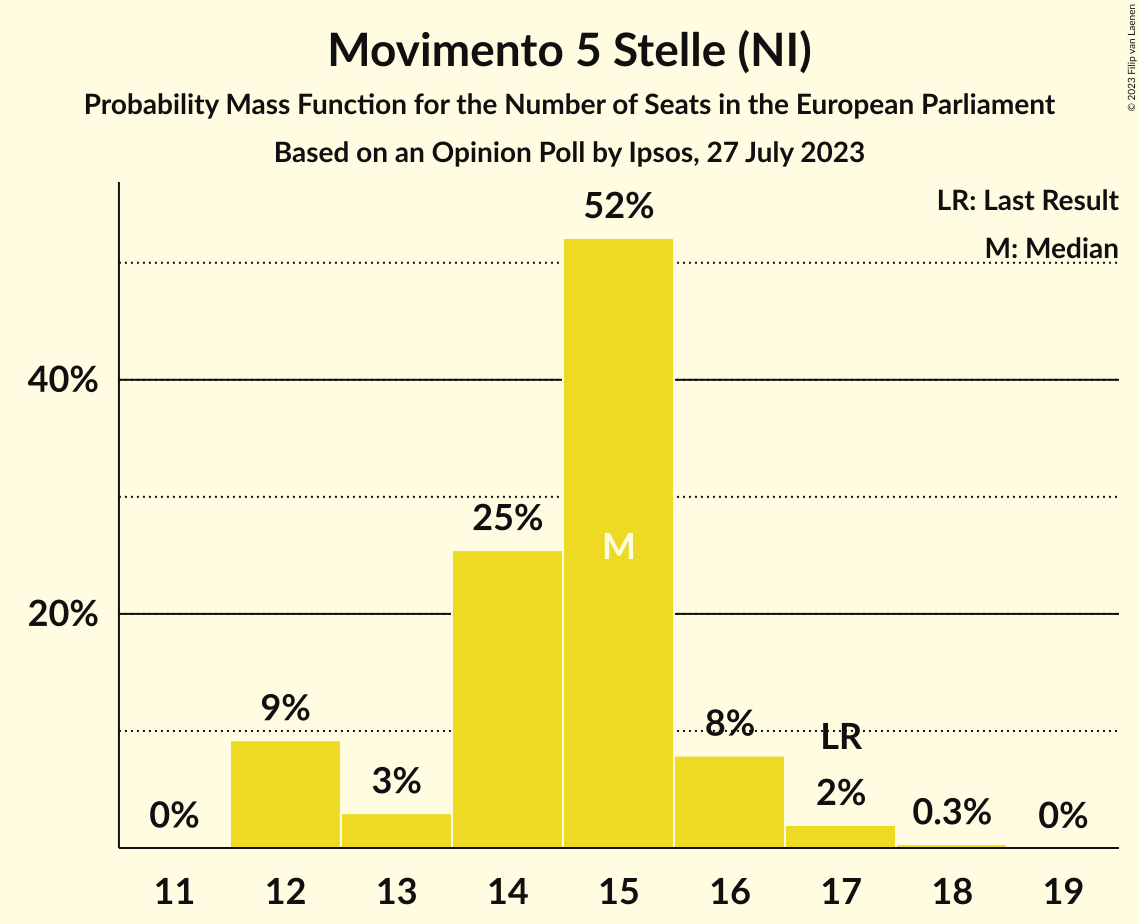 Movimento 5 Stelle (NI)
Probability Mass Function for the Number of Seats in the European Parliament
Based on an Opinion Poll by Ipsos, 27 July 2023
© 2023 Filip van Laenen
LR: Last Result
M: Median
52%
40%
25%
M
20%
9%
8%
LR
3%
2%
0%
0.3%
0%
11 12 13 14 15 16 17 18 19